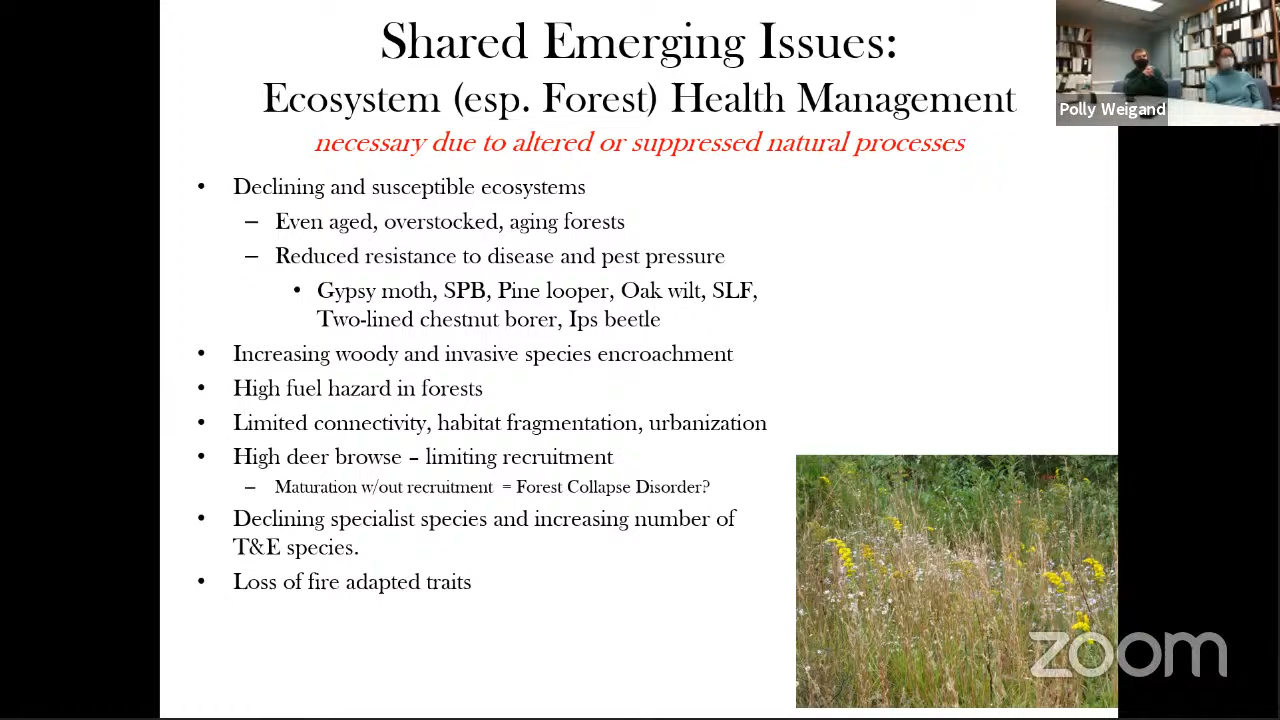 Shared Emerging Issues:
Ecosystem (esp. Forest) Health Management
necessary due to altered or suppressed natural processes
• Declining and susceptible ecosystems
– Even aged, overstocked, aging forests
– Reduced resistance to disease and pest pressure
• Gypsy moth, SPB, Pine looper, Oak wilt, SLF,
Two-lined chestnut borer, Ips beetle
• Increasing woody and invasive species encroachment
• High fuel hazard in forests
• Limited connectivity, habitat fragmentation, urbanization
• High deer browse – limiting recruitment
– Maturation w/out recruitment = Forest Collapse Disorder?
• Declining specialist species and increasing number of
T&E species.
• Loss of fire adapted traits
Polly Weigand
zoom